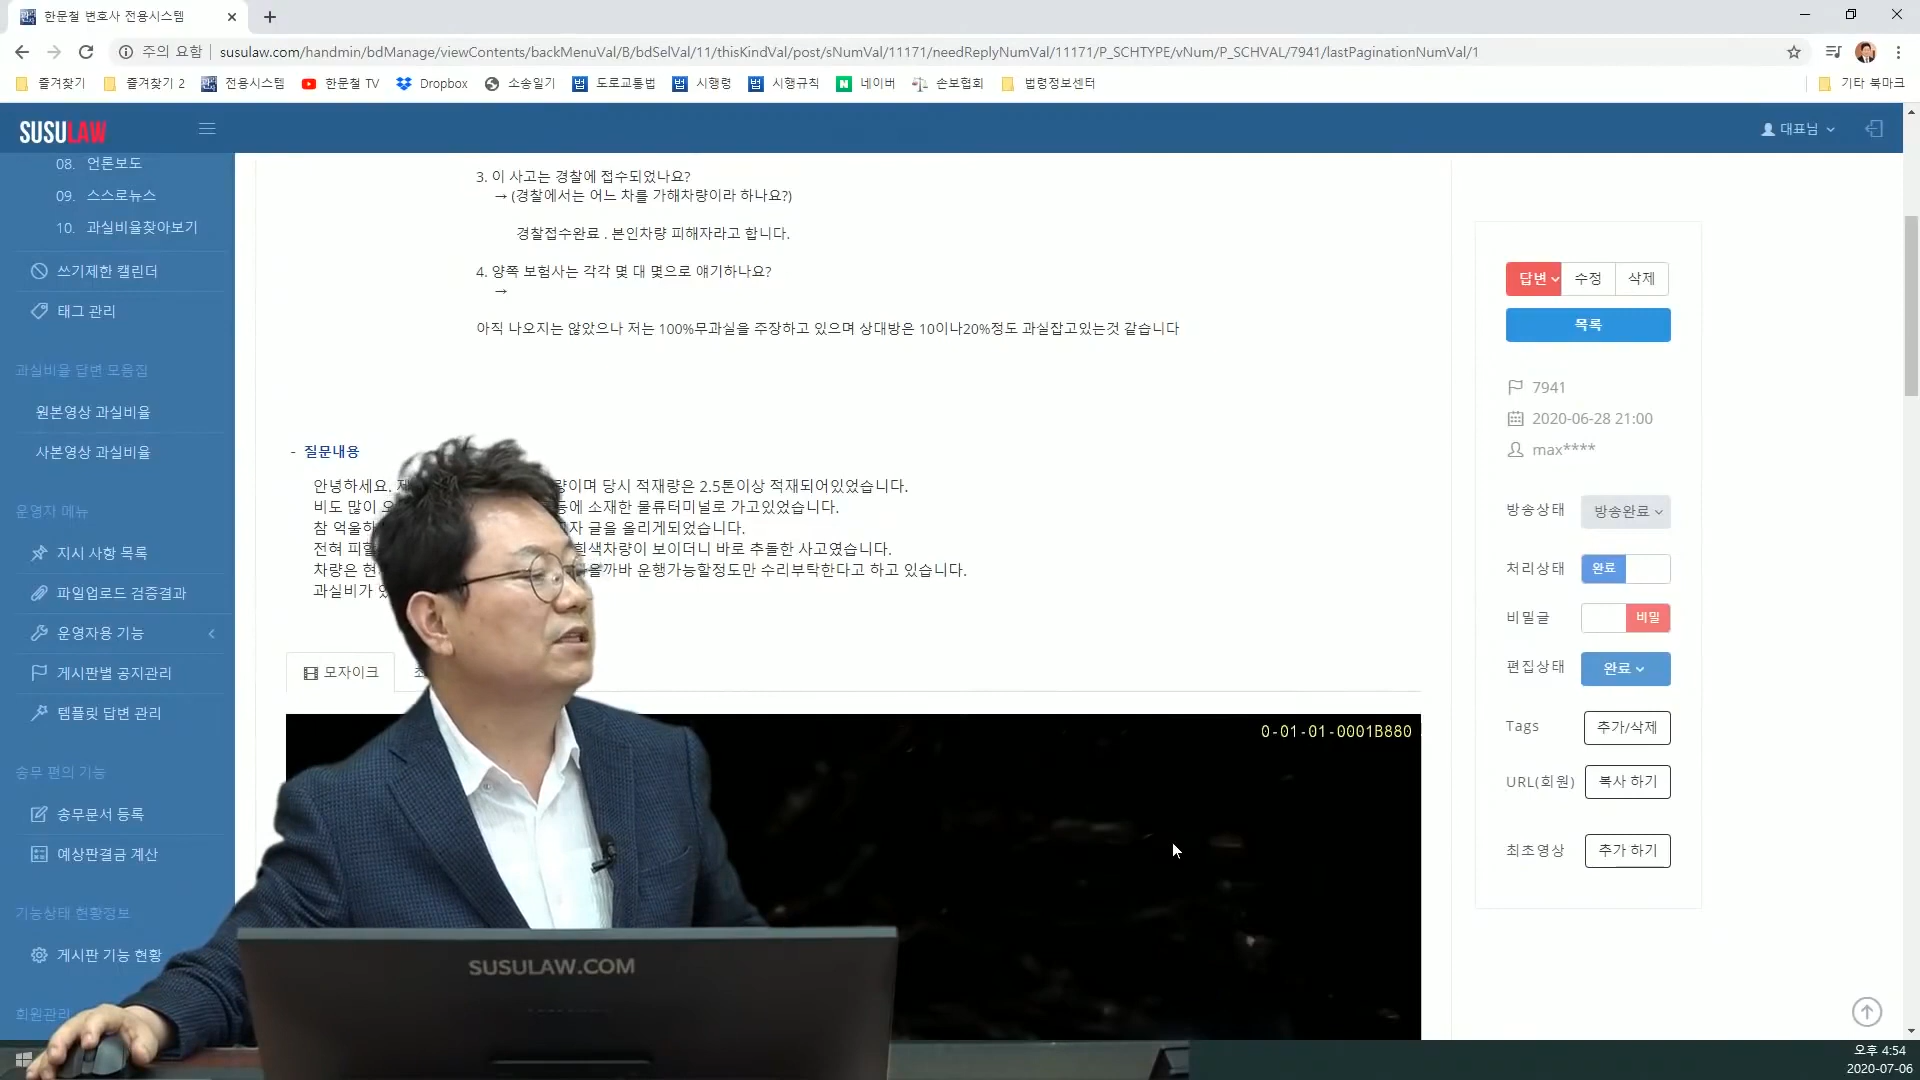 한문철 변호사 전용시스템
주의 요함
susulaw.com/handmin/bdManage/viewContents/backMenuVal/B/bdSelVal/11/thisKindVal/post/sNumVal/11171/needReplyNumVal/11171/P_SCHTYPE/vNum/P_SCHVAL/7941/lastPaginationNumVal/1
즐겨찾기
즐겨찾기 2
전용시스템
한문철 TV
Dropbox
소송일기
법 도로교통법
법 시행령
법 시행규칙
N 네이버
손보협회
법령정보센터
기타 북마크
SUSULAW
대표님
08. 언론보도
09. 스스로뉴스
10. 과실비율찾아보기
쓰기제한 캘린더
태그 관리
과실비율 답변 모음집
원본영상 과실비율
사본영상 과실비율
운영자 메뉴
지시 사항 목록
파일업로드 검증결과
운영자용 기능
게시판별 공지관리
템플릿 답변 관리
송무 편의 기능
송무문서 등록
예상판결금 계산
기능상태 현황정보
게시판 기능 현황
회원관리
3. 이 사고는 경찰에 접수되었나요?
→ (경찰에서는 어느 차를 가해차량이라 하나요?)
경찰접수완료 . 본인차량 피해자라고 합니다.
4. 양쪽 보험사는 각각 몇 대 몇으로 얘기하나요?
→
아직 나오지는 않았으나 저는 100%무과실을 주장하고 있으며 상대방은 10이나20%정도 과실잡고있는것 같습니다
- 질문내용
안녕하세요. 제 량이며 당시 적재량은 2.5톤이상 적재되어있었습니다.
비도 많이 동에 소재한 물류터미널로 가고있었습니다.
참 억울하 고자 글을 올리게되었습니다.
전혀 피할 흰색차량이 보이더니 바로 추돌한 사고였습니다.
차량은 현 나올까바 운행가능할정도만 수리부탁한다고 하고 있습니다.
과실비가
모자이크
0-01-01-0001B880
답변
수정
삭제
목록
7941
2020-06-28 21:00
max****
방송상태 방송완료
처리상태 완료
비밀글 비밀
편집상태 완료
Tags 추가/삭제
URL(회원) 복사 하기
최초영상 추가 하기
SUSULAW.COM
오후 4:54
2020-07-06